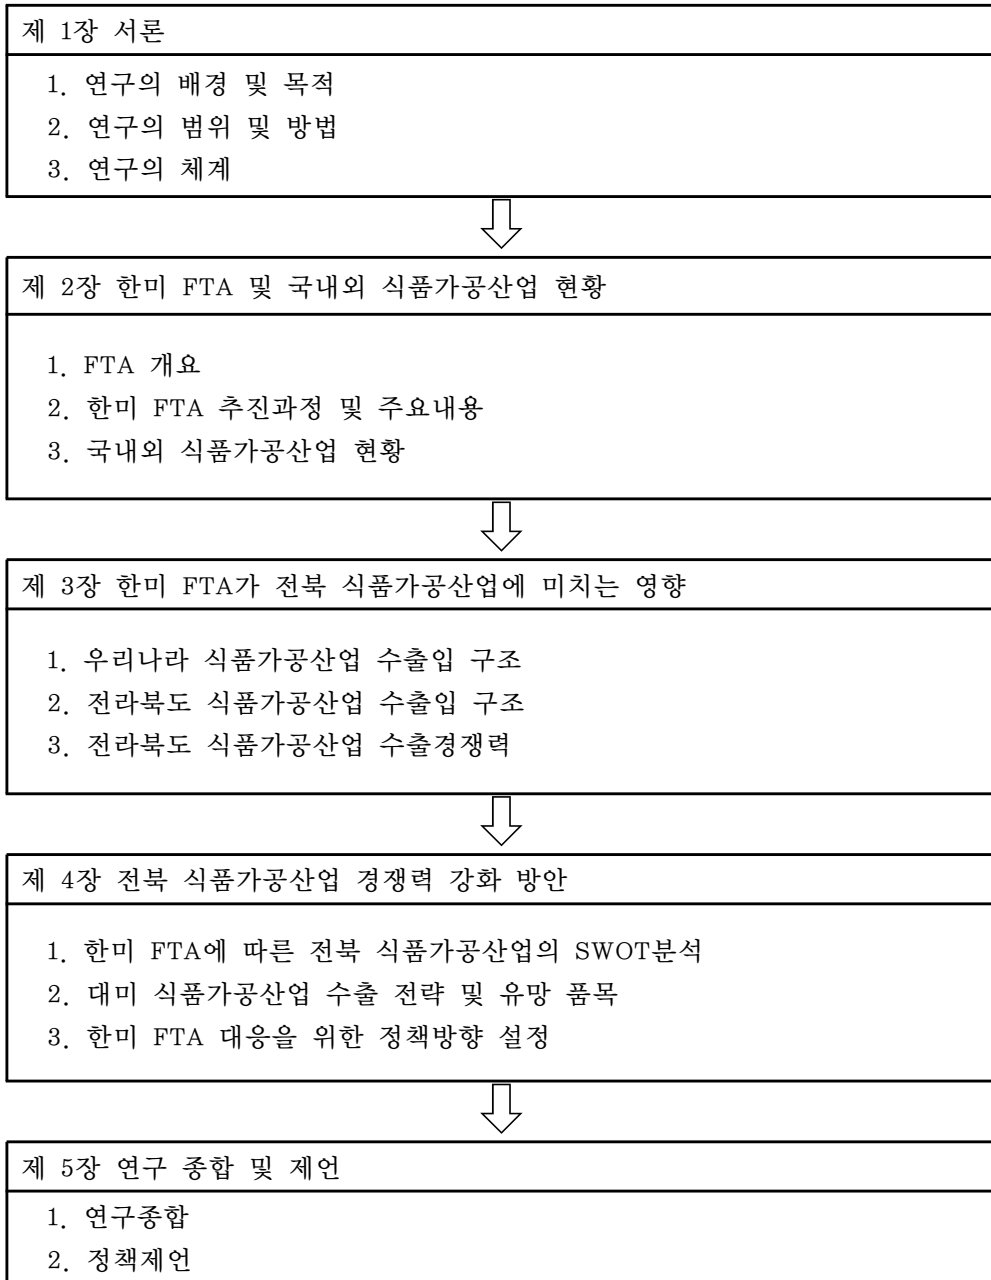 제 1장 서론
1. 연구의 배경 및 목적
2. 연구의 범위 및 방법
3. 연구의 체계
제 2장 한미 FTA 및 국내외 식품가공산업 현황
1. FTA 개요
2. 한미 FTA 추진과정 및 주요내용
3. 국내외 식품가공산업 현황
제 3장 한미 FTA가 전북 식품가공산업에 미치는 영향
1. 우리나라 식품가공산업 수출입 구조
2. 전라북도 식품가공산업 수출입 구조
3. 전라북도 식품가공산업 수출경쟁력
제 4장 전북 식품가공산업 경쟁력 강화 방안
1. 한미 FTA에 따른 전북 식품가공산업의 SWOT분석
2. 대미 식품가공산업 수출 전략 및 유망 품목
3. 한미 FTA 대응을 위한 정책방향 설정
제 5장 연구 종합 및 제언
1. 연구종합
2. 정책제언